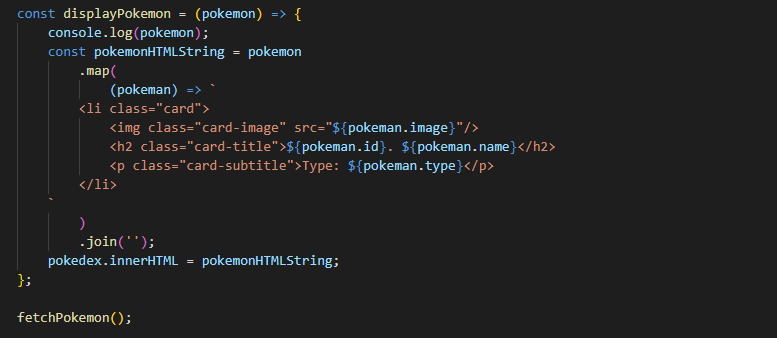 const displayPokemon = (pokemon) => {
    console.log(pokemon);
    const pokemonHTMLString = pokemon
        .map(
            (pokeman) => `
        <li class="card">
            <img class="card-image" src="${pokeman.image}"/>
            <h2 class="card-title">${pokeman.id}. ${pokeman.name}</h2>
            <p class="card-subtitle">Type: ${pokeman.type}</p>
        </li>
    `
        )
        .join('');
    pokedex.innerHTML = pokemonHTMLString;
};
fetchPokemon();